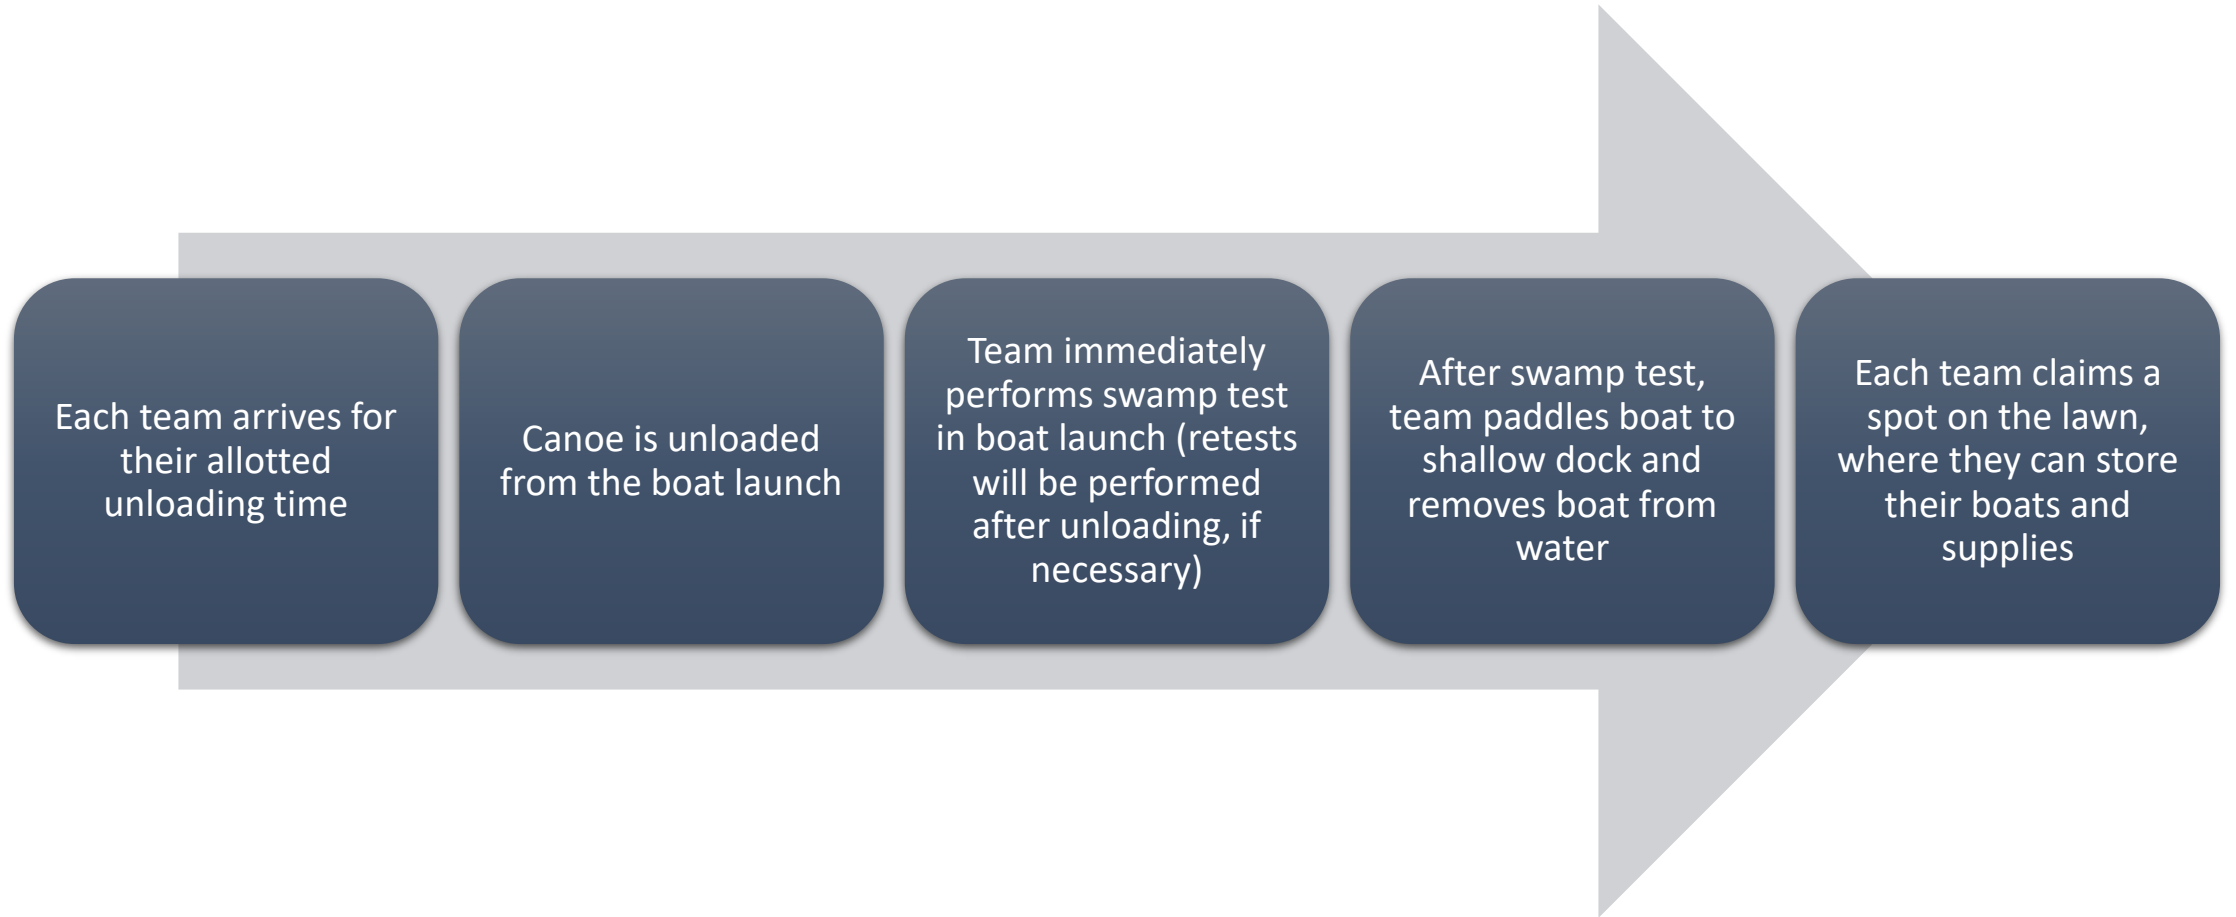 Each team arrives for
their allotted
unloading time
Canoe is unloaded
from the boat launch
Team immediately
performs swamp test
in boat launch (retests
will be performed
after unloading, if
necessary)
After swamp test,
team paddles boat to
shallow dock and
removes boat from
water
Each team claims a
spot on the lawn,
where they can store
their boats and
supplies